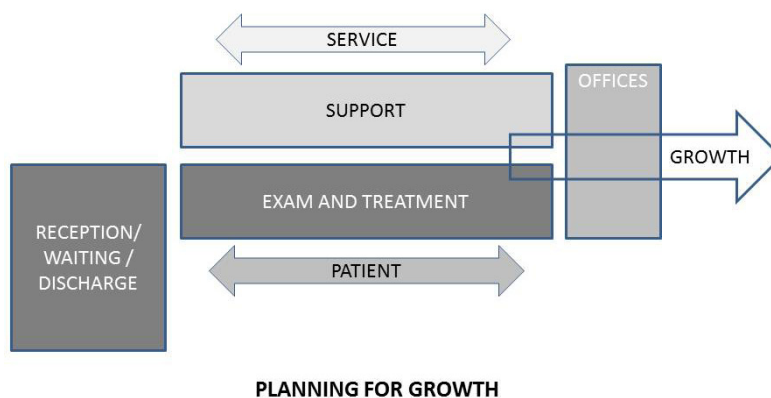 SERVICE
SUPPORT
OFFICES
GROWTH
EXAM AND TREATMENT
RECEPTION/
WAITING /
DISCHARGE
PATIENT
PLANNING FOR GROWTH